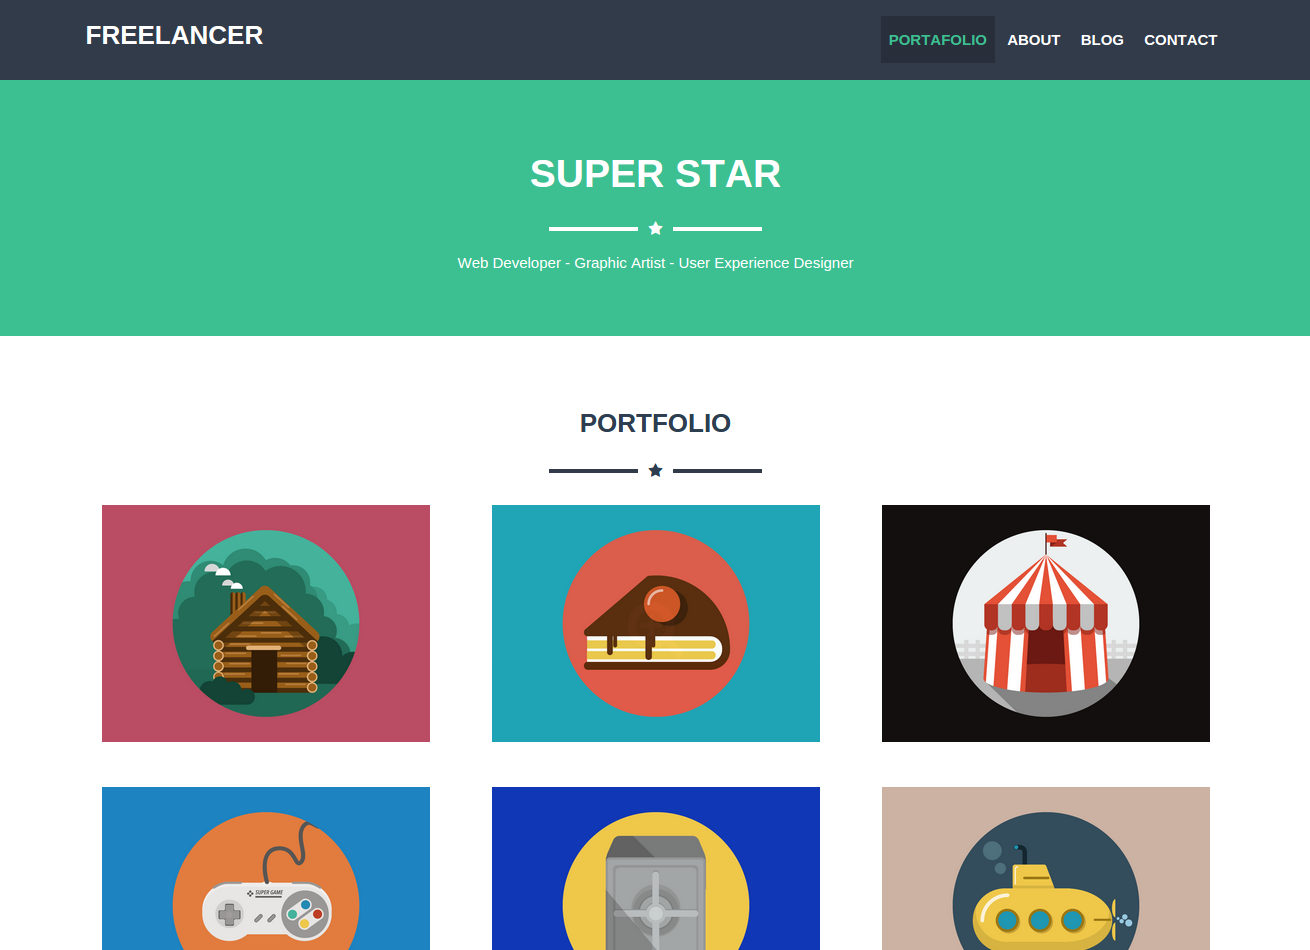 FREELANCER
PORTAFOLIO ABOUT BLOG CONTACT
SUPER STAR
Web Developer - Graphic Artist - User Experience Designer
PORTFOLIO
SUPER GAME